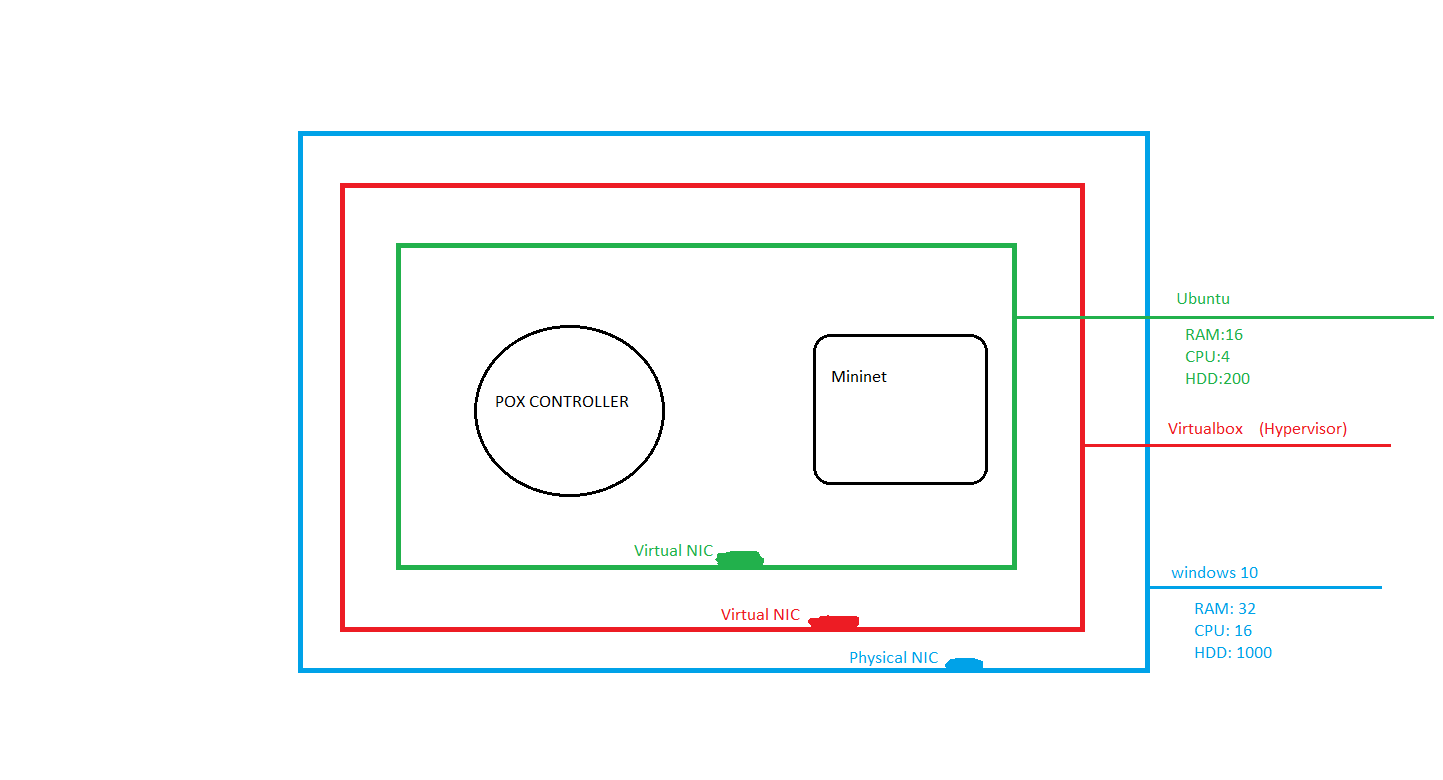 Ubuntu
RAM:16
CPU:4
HDD:200
POX CONTROLLER
Mininet
Virtualbox (Hypervisor)
Virtual NIC
windows 10
RAM: 32
CPU: 16
HDD: 1000
Virtual NIC
Physical NIC